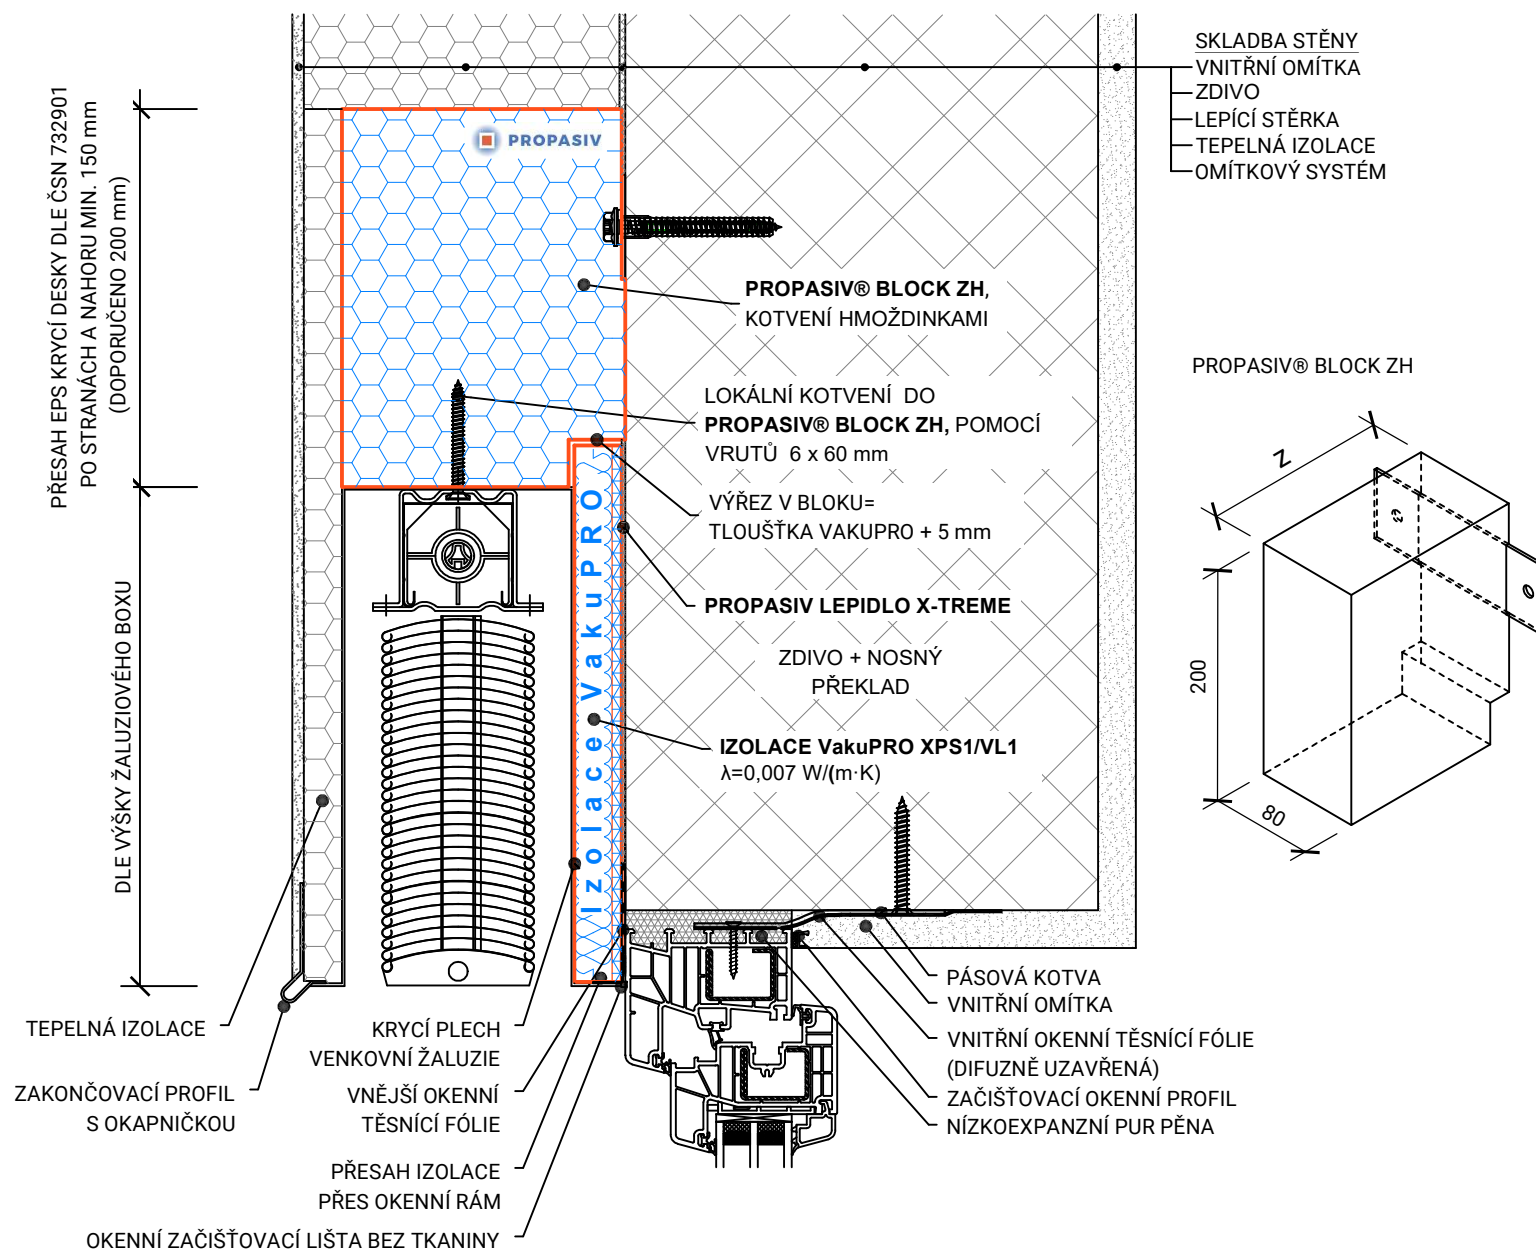 SKLADBA STĚNY
VNITŘNÍ OMÍTKA
ZDIVO
LEPÍCÍ STĚRKA
TEPELNÁ IZOLACE
OMÍTKOVÝ SYSTÉM
PŘESAH EPS KRYCÍ DESKY DLE ČSN 732901
PO STRANÁCH A NAHORU MIN. 150 mm
(DOPORUČENO 200 mm)
DLE VÝŠKY ŽALUZIOVÉHO BOXU
PROPASIV
PROPASIV® BLOCK ZH,
KOTVENÍ HMOŽDINKAMI
LOKÁLNÍ KOTVENÍ DO
PROPASIV® BLOCK ZH, POMOCÍ
VRUTŮ 6 x 60 mm
VÝŘEZ V BLOKU=
TLOUŠŤKA VAKUPRO + 5 mm
PROPASIV LEPIDLO X-TREME
ZDIVO + NOSNÝ
PŘEKLAD
IZOLACE VakuPRO XPS1/VL1
λ=0,007 W/(m·K)
Izolace VakuPRO
PROPASIV® BLOCK ZH
Z
200
80
TEPELNÁ IZOLACE
ZAKONČOVACÍ PROFIL
S OKAPNIČKOU
KRYCÍ PLECH
VENKOVNÍ ŽALUZIE
VNĚJŠÍ OKENNÍ
TĚSNÍCÍ FÓLIE
PŘESAH IZOLACE
PŘES OKENNÍ RÁM
OKENNÍ ZAČIŠŤOVACÍ LIŠTA BEZ TKANINY
PÁSOVÁ KOTVA
VNITŘNÍ OMÍTKA
VNITŘNÍ OKENNÍ TĚSNÍCÍ FÓLIE
(DIFUZNĚ UZAVŘENÁ)
ZAČIŠŤOVACÍ OKENNÍ PROFIL
NÍZKOEXPANZNÍ PUR PĚNA